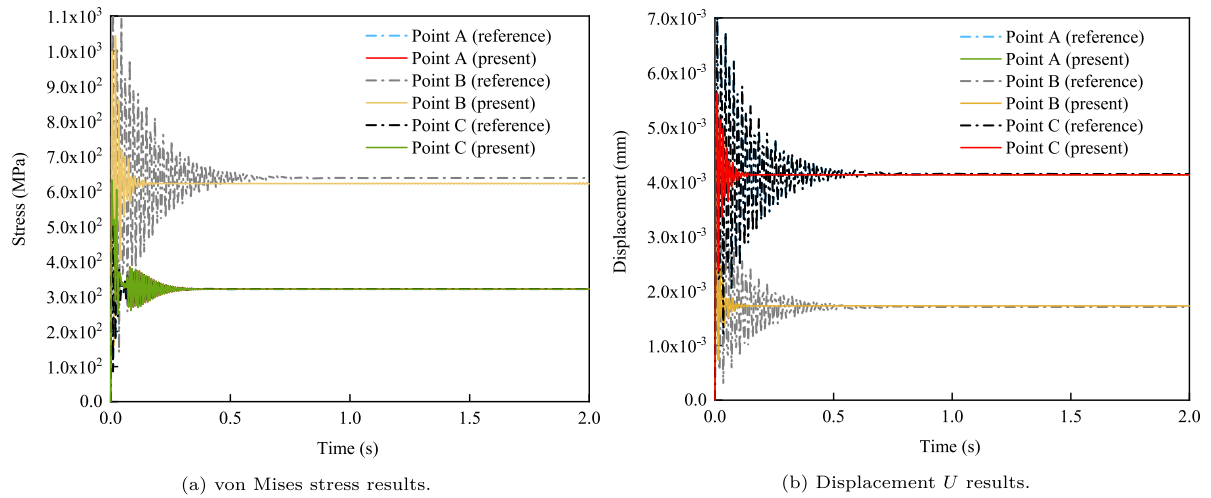 1.1x10³
1.0x10³
9.0x10²
8.0x10²
7.0x10²
6.0x10²
5.0x10²
4.0x10²
3.0x10²
2.0x10²
1.0x10²
0.0
Stress (MPa)
Point A (reference)
Point A (present)
Point B (reference)
Point B (present)
Point C (reference)
Point C (present)
0.0 0.5 1.0 1.5 2.0
Time (s)
(a) von Mises stress results.
7.0x10⁻³
6.0x10⁻³
5.0x10⁻³
4.0x10⁻³
3.0x10⁻³
2.0x10⁻³
1.0x10⁻³
0.0
Displacement (mm)
Point A (reference)
Point A (present)
Point B (reference)
Point B (present)
Point C (reference)
Point C (present)
0.0 0.5 1.0 1.5 2.0
Time (s)
(b) Displacement U results.